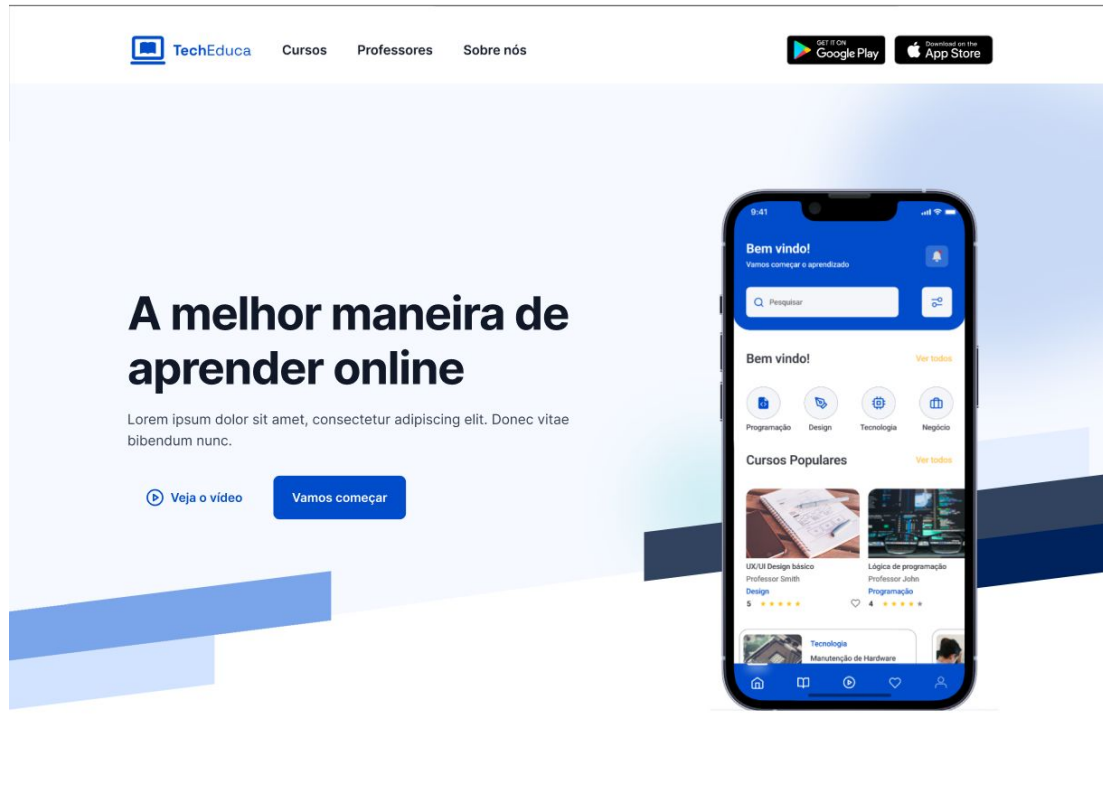 TechEduca
Cursos
Professores
Sobre nós
GET IT ON
Google Play
Download on the
App Store
A melhor maneira de
aprender online
Lorem ipsum dolor sit amet, consectetur adipiscing elit. Donec vitae
bibendum nunc.
Veja o vídeo
Vamos começar
9:41
Bem vindo!
Vamos começar o aprendizado
Pesquisar
Bem vindo!
Ver todos
Programação
Design
Tecnologia
Negócio
Cursos Populares
Ver todos
UX/UI Design básico
Professor Smith
Design
5
Lógica de programação
Professor John
Programação
4
Tecnologia
Manutenção de Hardware